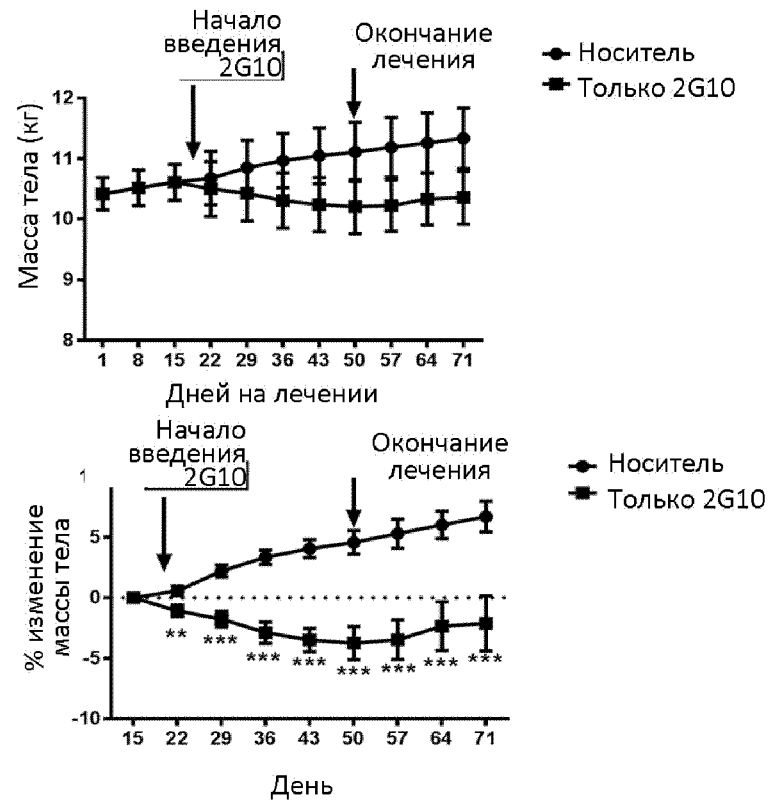 Начало
введения
2G10
Окончание
лечения
Носитель
Только 2G10
Масса тела (кг)
12
11
10
9
8
1 8 15 22 29 36 43 50 57 64 71
Дней на лечении
Начало
введения
2G10
Окончание
лечения
Носитель
Только 2G10
% изменение
массы тела
1
5
0
-5
-10
** *** *** *** *** *** *** ***
15 22 29 36 43 50 57 64 71
День